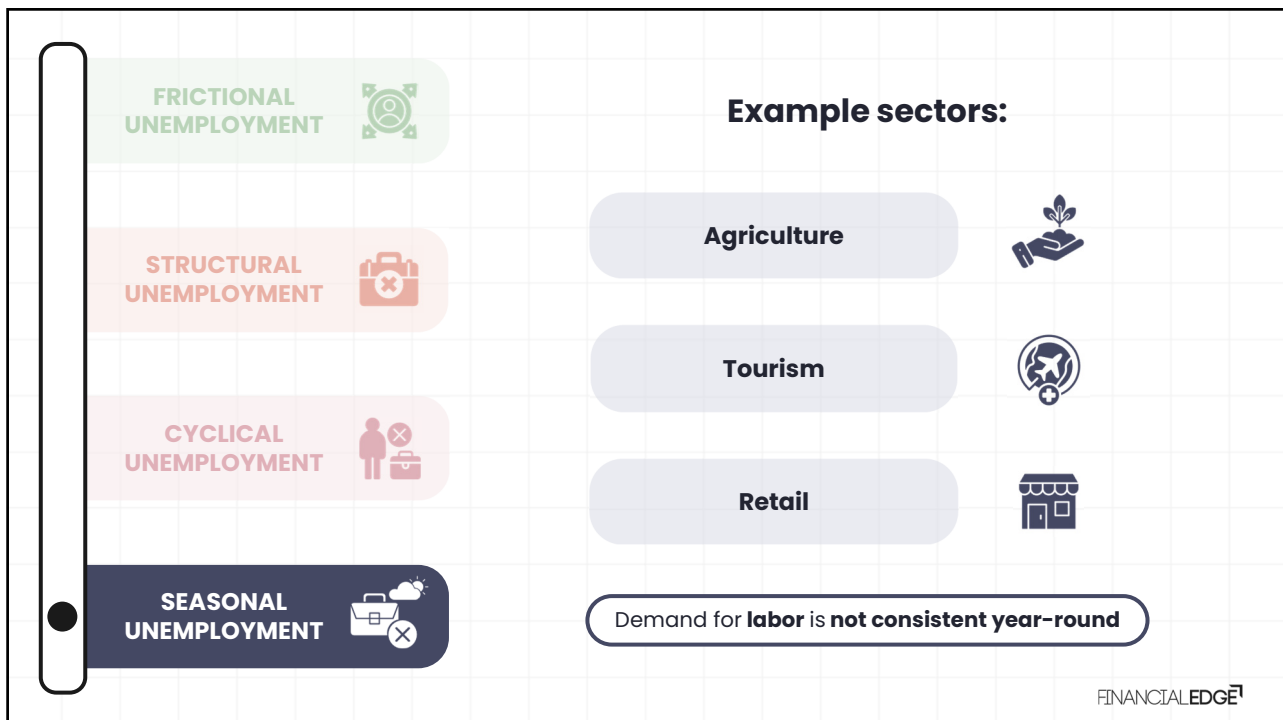 FRICTIONAL
UNEMPLOYMENT
STRUCTURAL
UNEMPLOYMENT
CYCLICAL
UNEMPLOYMENT
SEASONAL
UNEMPLOYMENT
Example sectors:
Agriculture
Tourism
Retail
Demand for labor is not consistent year-round
FINANCIALEDGE